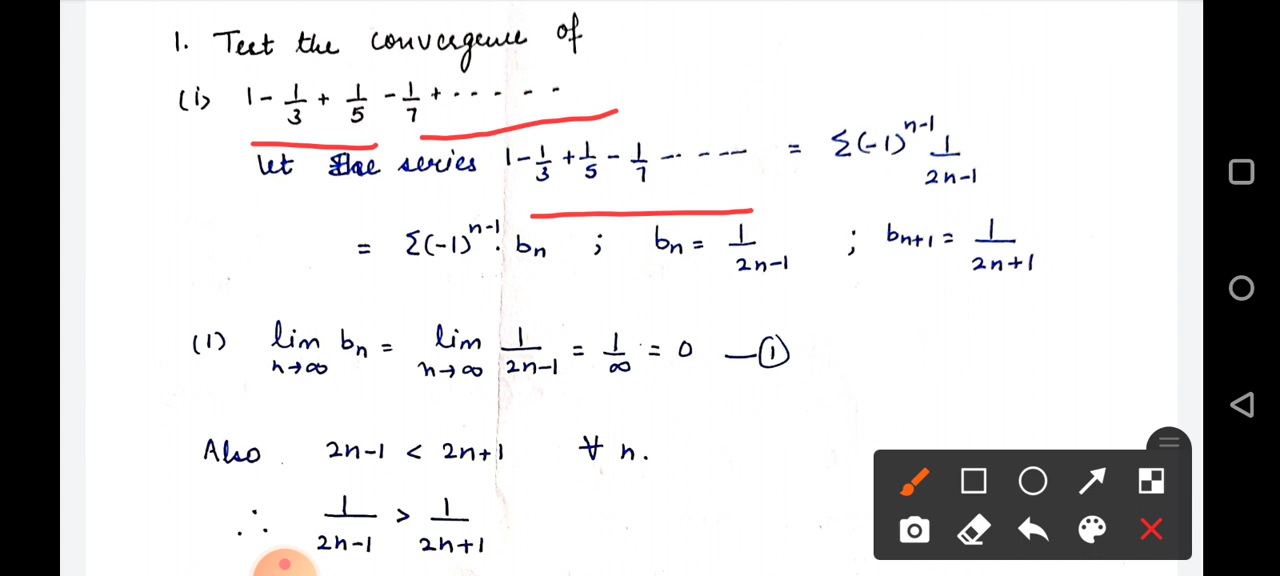 1. Test the convergence of
(i) 1 - 1/3 + 1/5 - 1/7 + ... - -
Let the series 1 - 1/3 + 1/5 - 1/7 ... --- = Σ(-1)^(n-1) 1/(2n-1)
= Σ(-1)^(n-1) · bn ; bn = 1/(2n-1) ; bn+1 = 1/(2n+1)
(1) lim n→∞ bn = lim n→∞ 1/(2n-1) = 1/∞ = 0 —①
Also 2n-1 < 2n+1 ∀ n.
∴ 1/(2n-1) > 1/(2n+1)